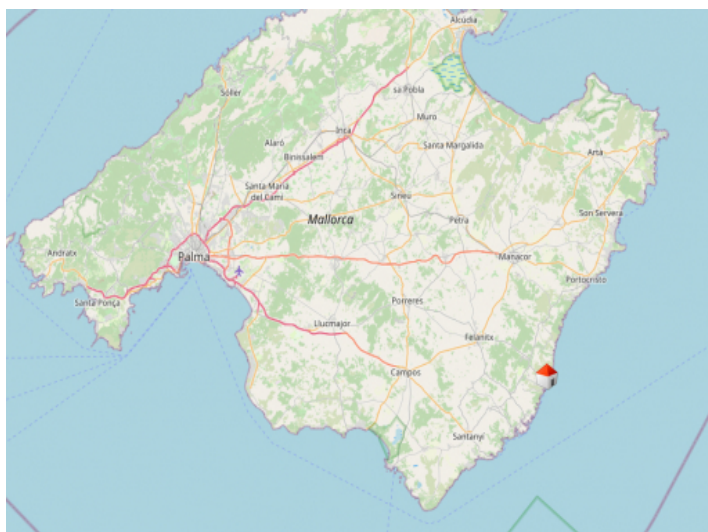 Alcúdia
sa Pobla
Sóller
Muro
Inca
Alaró
Santa Margalida
Binissalem
Artà
Santa Maria
del Camí
Sineu
Mallorca
Petra
Son Servera
Andratx
Palma
Manacor
Portocristo
Santa Ponça
Porreres
Llucmajor
Felanitx
Campos
Santanyí